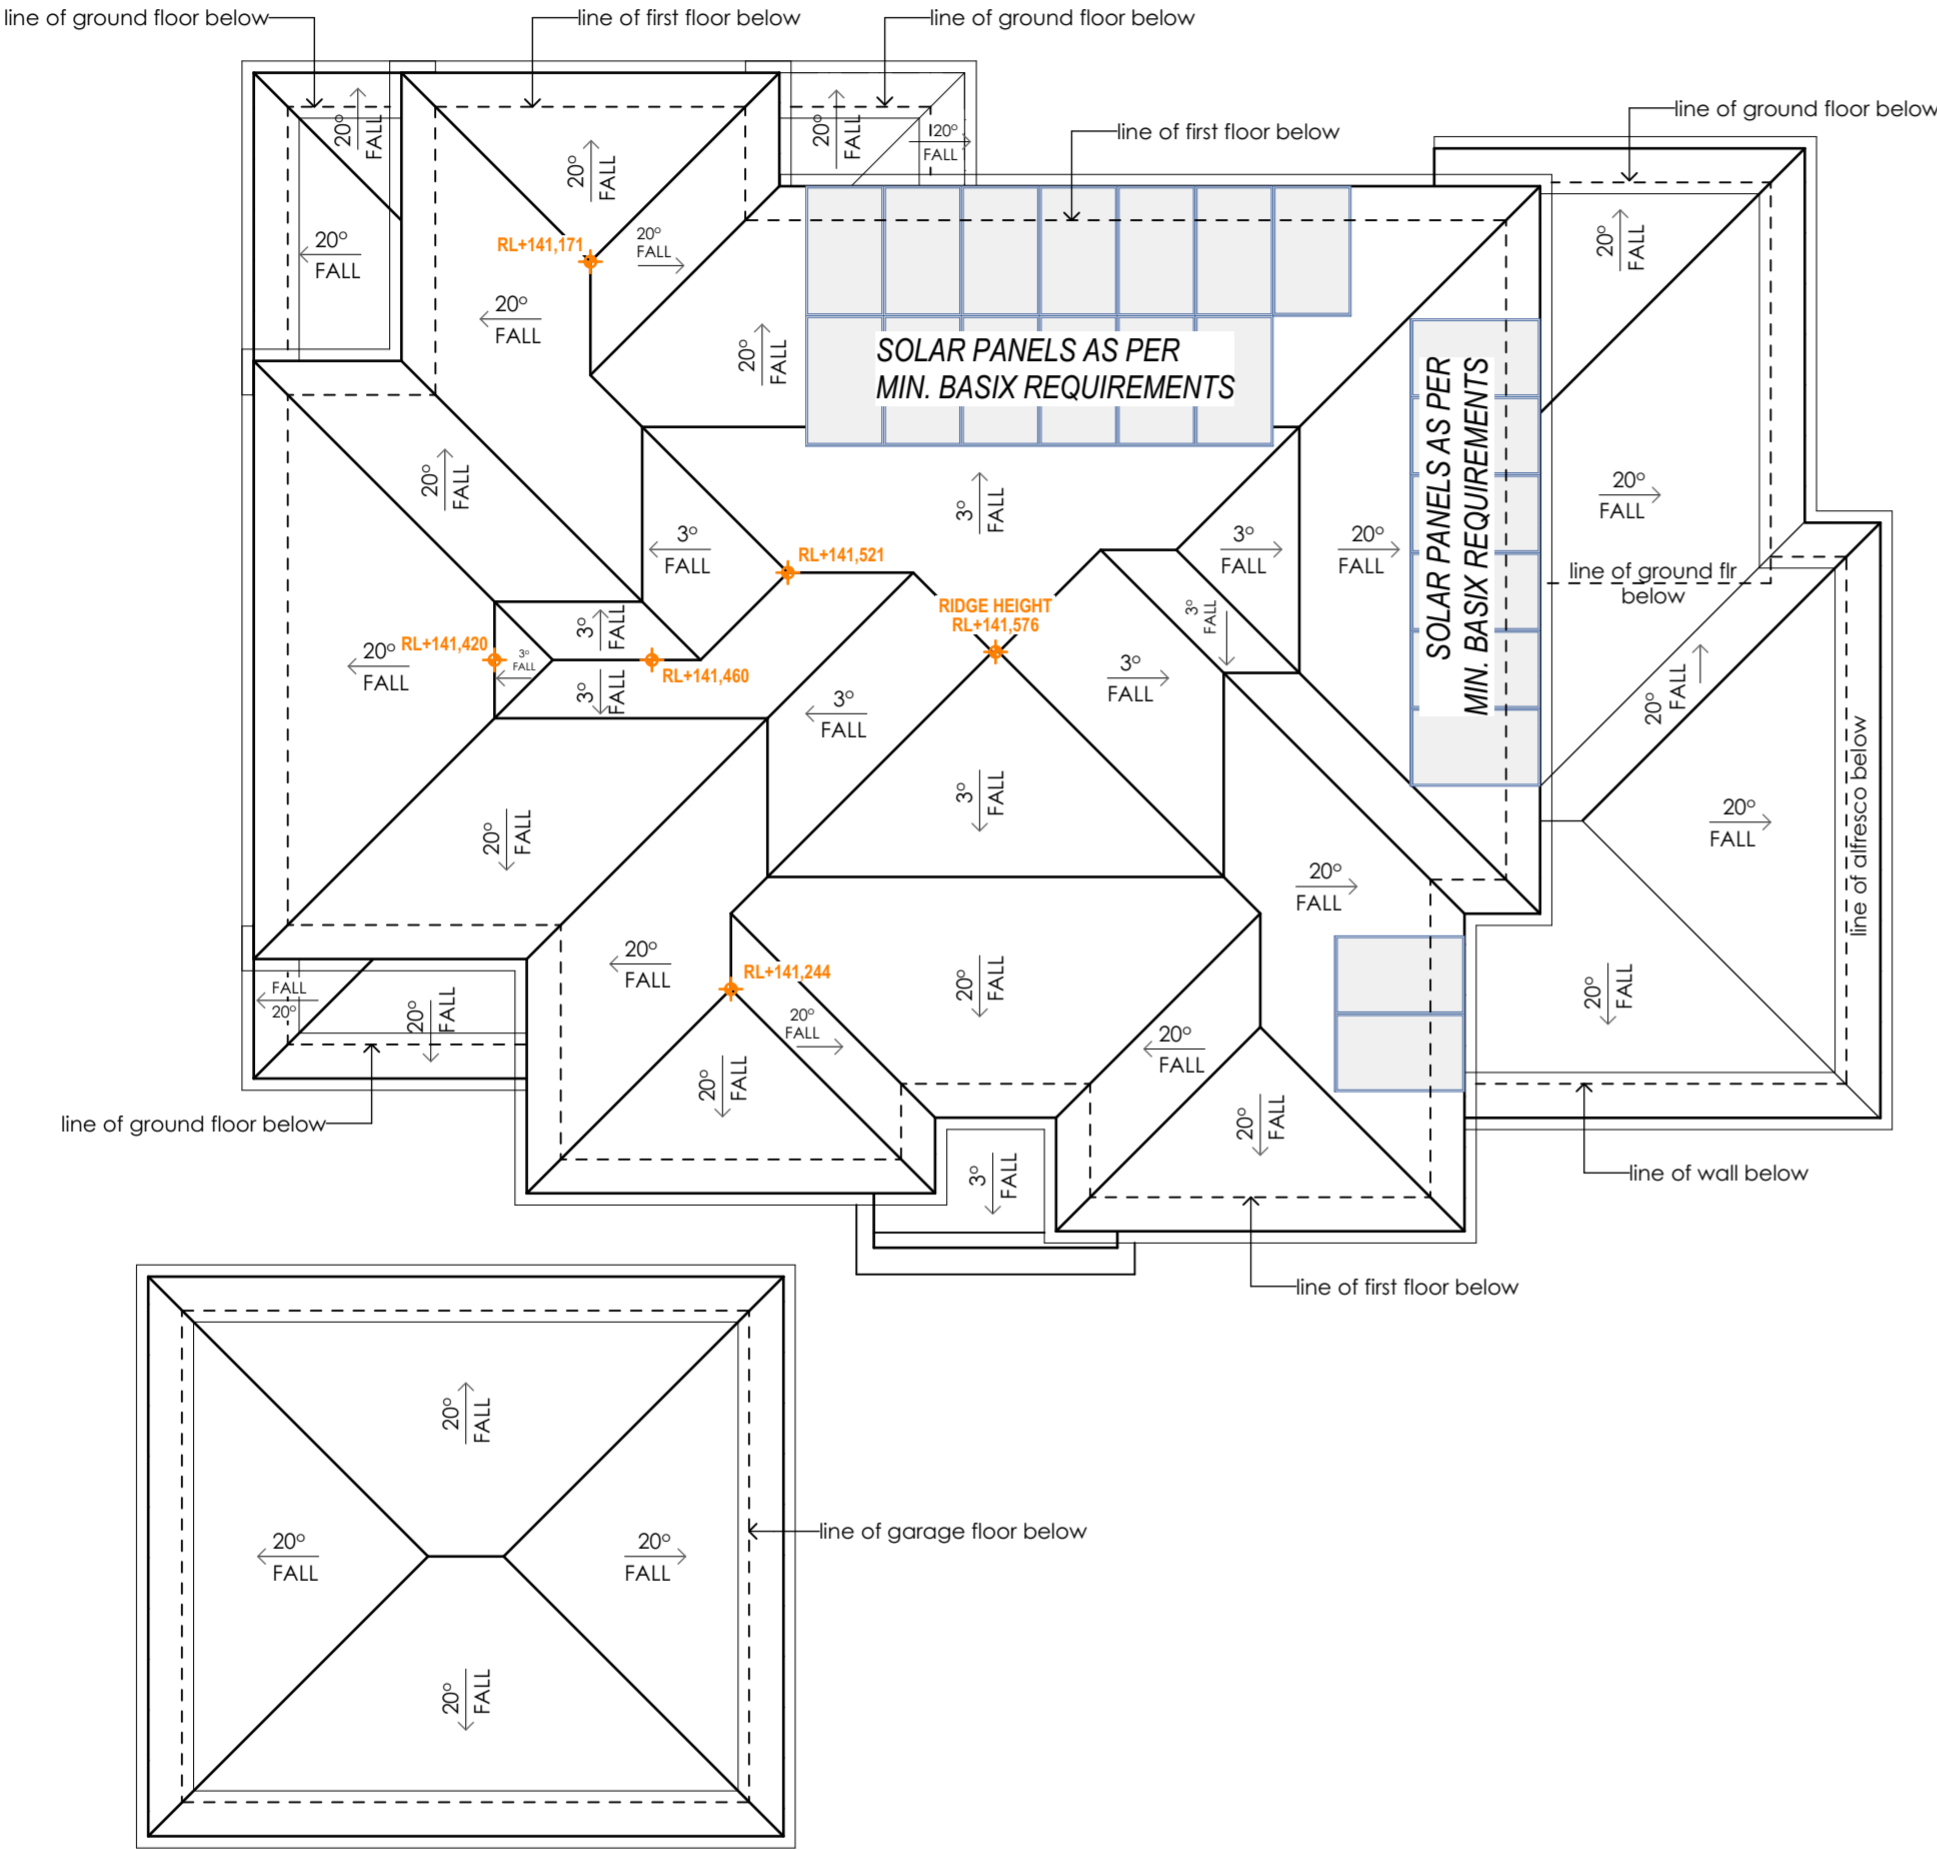 line of ground floor below
line of first floor below
line of ground floor below
line of ground floor below
line of first floor below
20° FALL
20° FALL
20°
FALL
20° FALL
20° FALL
20°
FALL
20°
FALL
RL+141,171
20°
FALL
20° FALL
20° FALL
SOLAR PANELS AS PER
MIN. BASIX REQUIREMENTS
SOLAR PANELS AS PER
MIN. BASIX REQUIREMENTS
20° FALL
3° FALL
20°
FALL
3°
FALL
3°
FALL
20°
FALL
RL+141,521
line of ground flr
below
RIDGE HEIGHT
RL+141,576
3° FALL
3° FALL
RL+141,420
20°
FALL
3°
FALL
RL+141,460
3° FALL
3°
FALL
3°
FALL
20° FALL
3° FALL
20° FALL
20°
FALL
line of alfresco below
20°
FALL
20°
FALL
RL+141,244
20° FALL
20° FALL
FALL
20°
20° FALL
20°
FALL
20°
FALL
20° FALL
20° FALL
line of ground floor below
3° FALL
line of wall below
line of first floor below
20° FALL
line of garage floor below
20°
FALL
20°
FALL
20° FALL